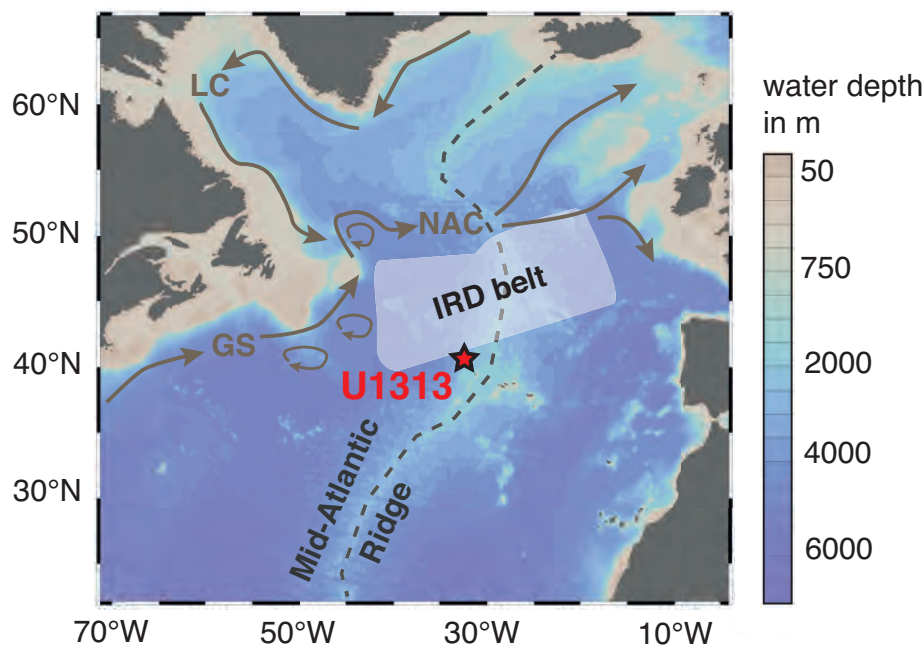 60°N
50°N
40°N
30°N
70°W
50°W
30°W
10°W
LC
NAC
GS
IRD belt
U1313
Mid-Atlantic
Ridge
water depth
in m
50
750
2000
4000
6000